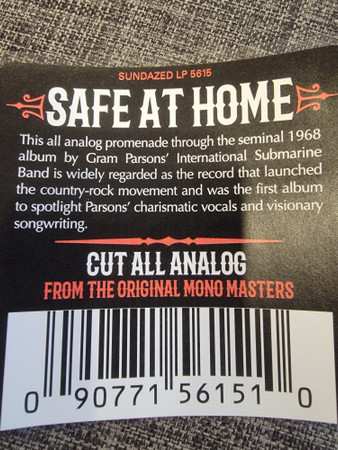 SUNDAZED LP 5615
SAFE AT HOME
This all analog promenade through the seminal 1968
album by Gram Parsons' International Submarine
Band is widely regarded as the record that launched
the country-rock movement and was the first album
to spotlight Parsons' charismatic vocals and visionary
songwriting.
CUT ALL ANALOG
FROM THE ORIGINAL MONO MASTERS
0 90771 56151 0